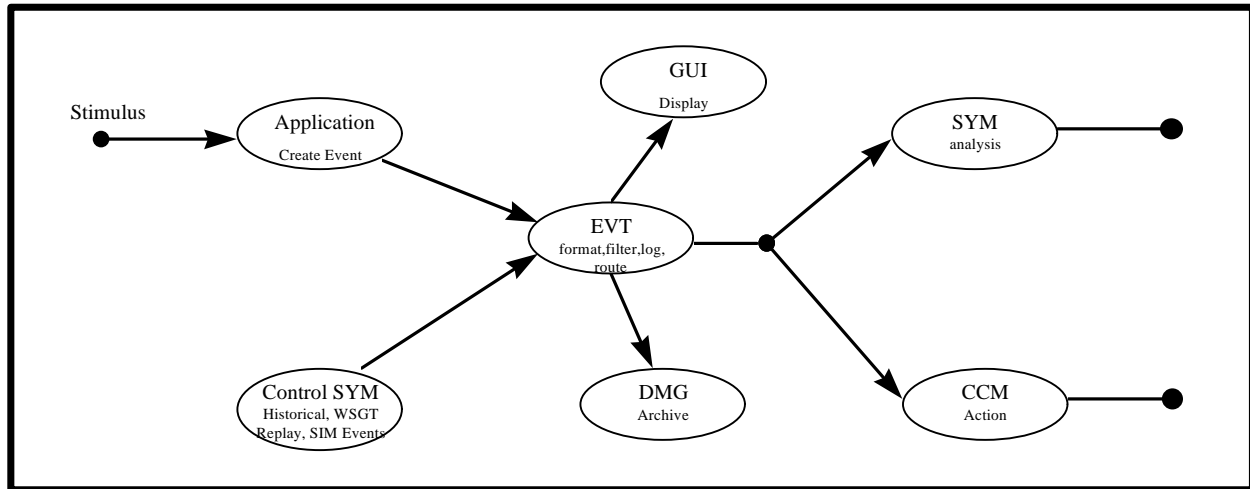 Stimulus
Application
Create Event
GUI
Display
SYM
analysis
EVT
format,filter,log,
route
Control SYM
Historical, WSGT
Replay, SIM Events
DMG
Archive
CCM
Action